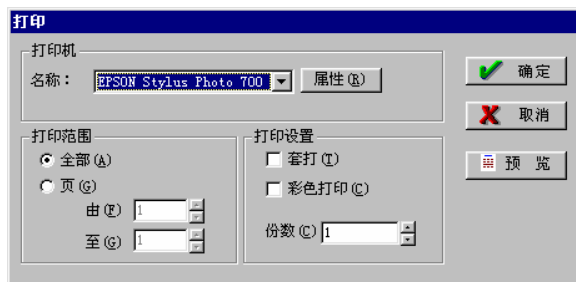 打印
打印机
名称： EPSON Stylus Photo 700 属性(R)
确定
取消
预 览
打印范围
全部(A)
页(G)
由(F) 1
至(G) 1
打印设置
套打(T)
彩色打印(C)
份数(C) 1